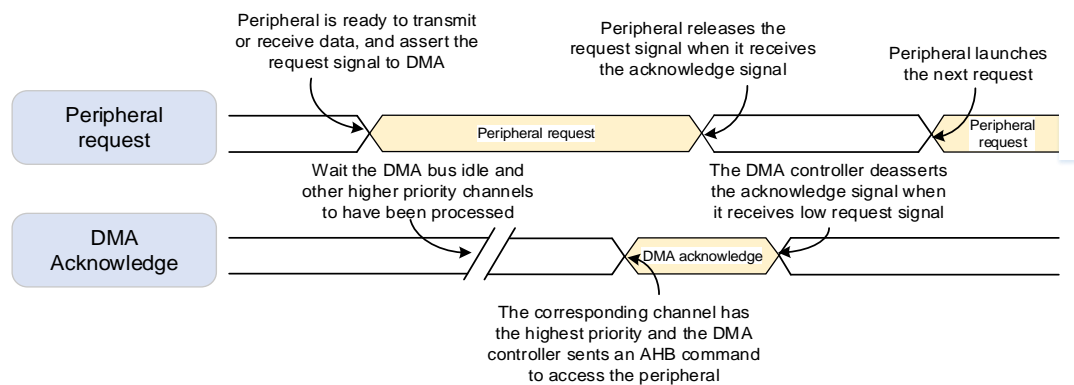 Peripheral is ready to transmit
or receive data, and assert the
request signal to DMA
Peripheral releases the
request signal when it receives
the acknowledge signal
Peripheral launches
the next request
Peripheral
request
Peripheral request
Peripheral
request
Wait the DMA bus idle and
other higher priority channels
to have been processed
The DMA controller deasserts
the acknowledge signal when
it receives low request signal
DMA
Acknowledge
DMA acknowledge
The corresponding channel has
the highest priority and the DMA
controller sents an AHB command
to access the peripheral